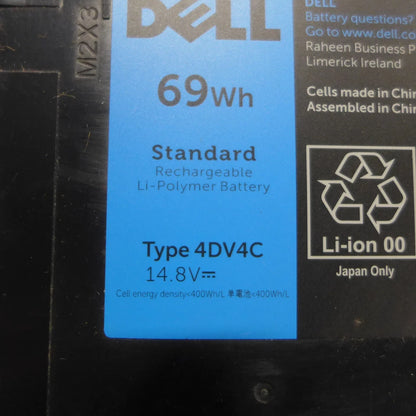 M2X3
DELL
69Wh
Standard
Rechargeable
Li-Polymer Battery
Type 4DV4C
14.8V⎓
Cell energy density<400Wh/L 单電池<400Wh/L
DELL
Battery questions?
Go to www.dell.co
Raheen Business P
Limerick Ireland
Cells made in Chin
Assembled in Chin
Li-ion 00
Japan Only